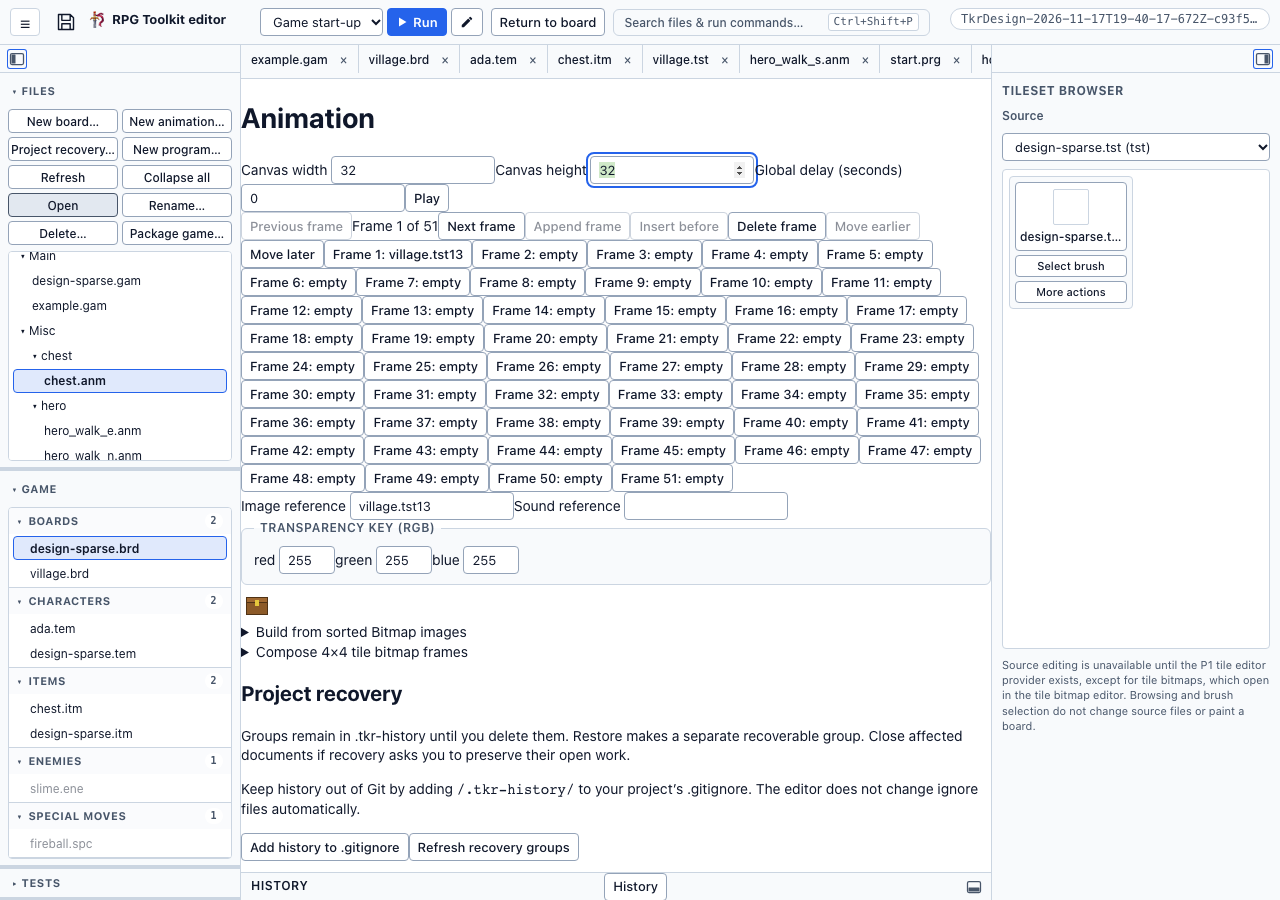 RPG Toolkit editor
Game start-up
Run
Return to board
Search files & run commands...
Ctrl+Shift+P
TkrDesign-2026-11-17T19-40-17-672Z-c93f5…
FILES
New board...
New animation...
Project recovery...
New program...
Refresh
Collapse all
Open
Rename...
Delete...
Package game...
Main
design-sparse.gam
example.gam
Misc
chest
chest.anm
hero
hero_walk_e.anm
hero_walk_n.anm
GAME
BOARDS 2
design-sparse.brd
village.brd
CHARACTERS 2
ada.tem
design-sparse.tem
ITEMS 2
chest.itm
design-sparse.itm
ENEMIES 1
slime.ene
SPECIAL MOVES 1
fireball.spc
TESTS
example.gam × village.brd × ada.tem × chest.itm × village.tst × hero_walk_s.anm × start.prg ×
Animation
Canvas width 32 Canvas height 32 Global delay (seconds)
0 Play
Previous frame Frame 1 of 51 Next frame Append frame Insert before Delete frame Move earlier
Move later Frame 1: village.tst13 Frame 2: empty Frame 3: empty Frame 4: empty Frame 5: empty
Frame 6: empty Frame 7: empty Frame 8: empty Frame 9: empty Frame 10: empty Frame 11: empty
Frame 12: empty Frame 13: empty Frame 14: empty Frame 15: empty Frame 16: empty Frame 17: empty
Frame 18: empty Frame 19: empty Frame 20: empty Frame 21: empty Frame 22: empty Frame 23: empty
Frame 24: empty Frame 25: empty Frame 26: empty Frame 27: empty Frame 28: empty Frame 29: empty
Frame 30: empty Frame 31: empty Frame 32: empty Frame 33: empty Frame 34: empty Frame 35: empty
Frame 36: empty Frame 37: empty Frame 38: empty Frame 39: empty Frame 40: empty Frame 41: empty
Frame 42: empty Frame 43: empty Frame 44: empty Frame 45: empty Frame 46: empty Frame 47: empty
Frame 48: empty Frame 49: empty Frame 50: empty Frame 51: empty
Image reference village.tst13 Sound reference
TRANSPARENCY KEY (RGB)
red 255 green 255 blue 255
Build from sorted Bitmap images
Compose 4×4 tile bitmap frames
Project recovery
Groups remain in .tkr-history until you delete them. Restore makes a separate recoverable group. Close affected
documents if recovery asks you to preserve their open work.
Keep history out of Git by adding /.tkr-history/ to your project's .gitignore. The editor does not change ignore
files automatically.
Add history to .gitignore Refresh recovery groups
HISTORY
History
TILESET BROWSER
Source
design-sparse.tst (tst)
design-sparse.t...
Select brush
More actions
Source editing is unavailable until the P1 tile editor
provider exists, except for tile bitmaps, which open
in the tile bitmap editor. Browsing and brush
selection do not change source files or paint a
board.